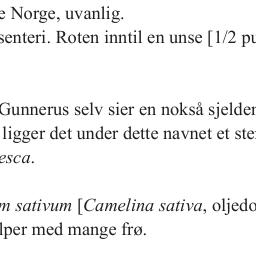 e Norge, uvanlig.
senteri. Roten inntil en unse [1/2 pu
Gunnerus selv sier en nokså sjelden
ligger det under dette navnet et ste
esca.
m sativum [Camelina sativa, oljedo
lper med mange frø.